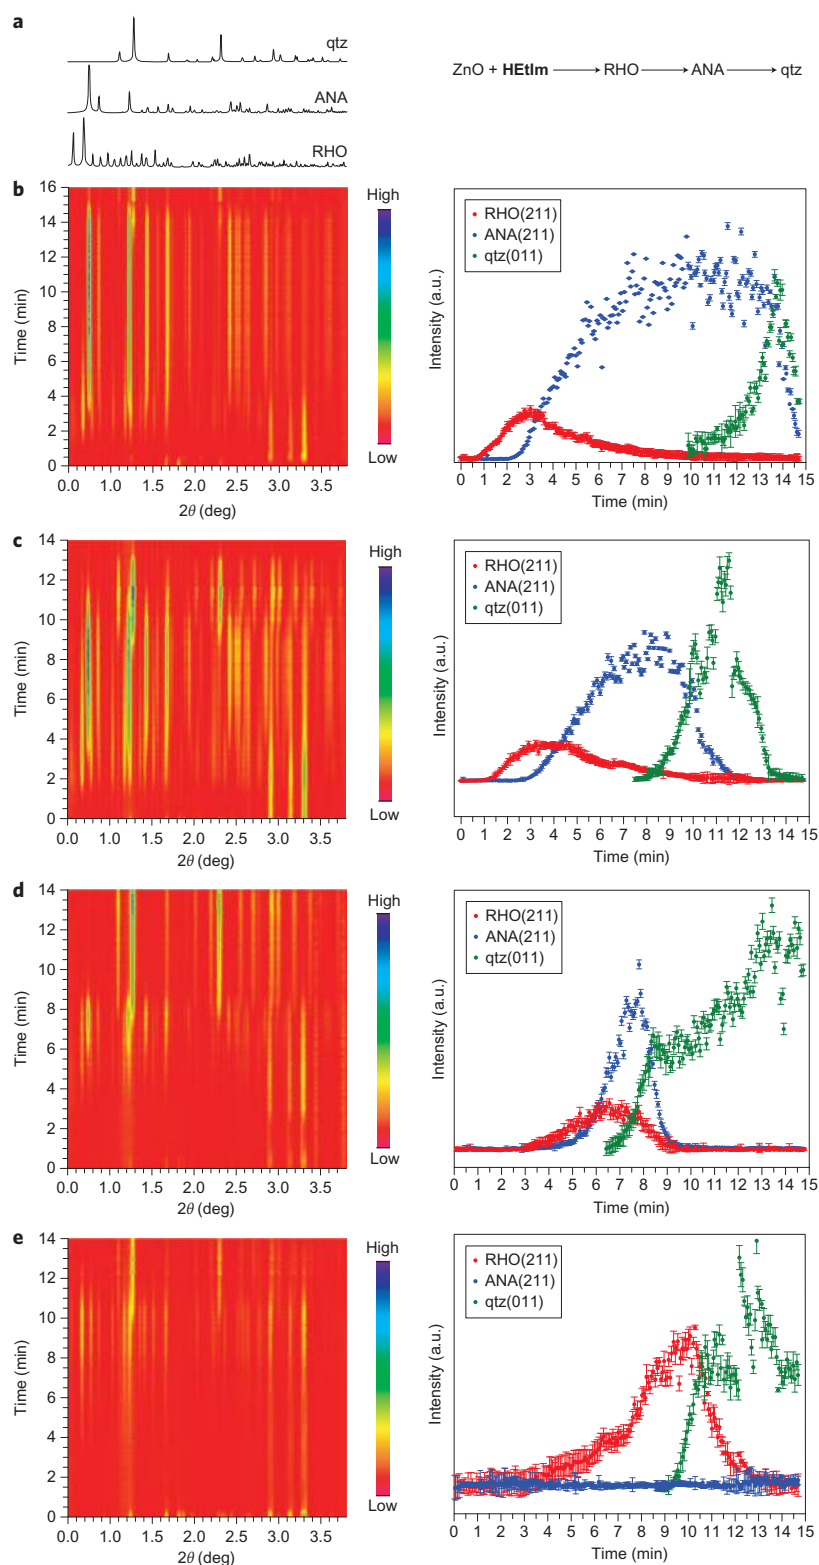 a
qtz
ANA
RHO
ZnO + HEtIm → RHO → ANA → qtz
b
16
14
12
10
8
6
4
2
0
Time (min)
0.0 0.5 1.0 1.5 2.0 2.5 3.0 3.5
2θ (deg)
High
Low
RHO(211)
ANA(211)
qtz(011)
Intensity (a.u.)
0 1 2 3 4 5 6 7 8 9 10 11 12 13 14 15
Time (min)
c
14
12
10
8
6
4
2
0
Time (min)
0.0 0.5 1.0 1.5 2.0 2.5 3.0 3.5
2θ (deg)
High
Low
RHO(211)
ANA(211)
qtz(011)
Intensity (a.u.)
0 1 2 3 4 5 6 7 8 9 10 11 12 13 14 15
Time (min)
d
14
12
10
8
6
4
2
0
Time (min)
0.0 0.5 1.0 1.5 2.0 2.5 3.0 3.5
2θ (deg)
High
Low
RHO(211)
ANA(211)
qtz(011)
Intensity (a.u.)
0 1 2 3 4 5 6 7 8 9 10 11 12 13 14 15
Time (min)
e
14
12
10
8
6
4
2
0
Time (min)
0.0 0.5 1.0 1.5 2.0 2.5 3.0 3.5
2θ (deg)
High
Low
RHO(211)
ANA(211)
qtz(011)
Intensity (a.u.)
0 1 2 3 4 5 6 7 8 9 10 11 12 13 14 15
Time (min)